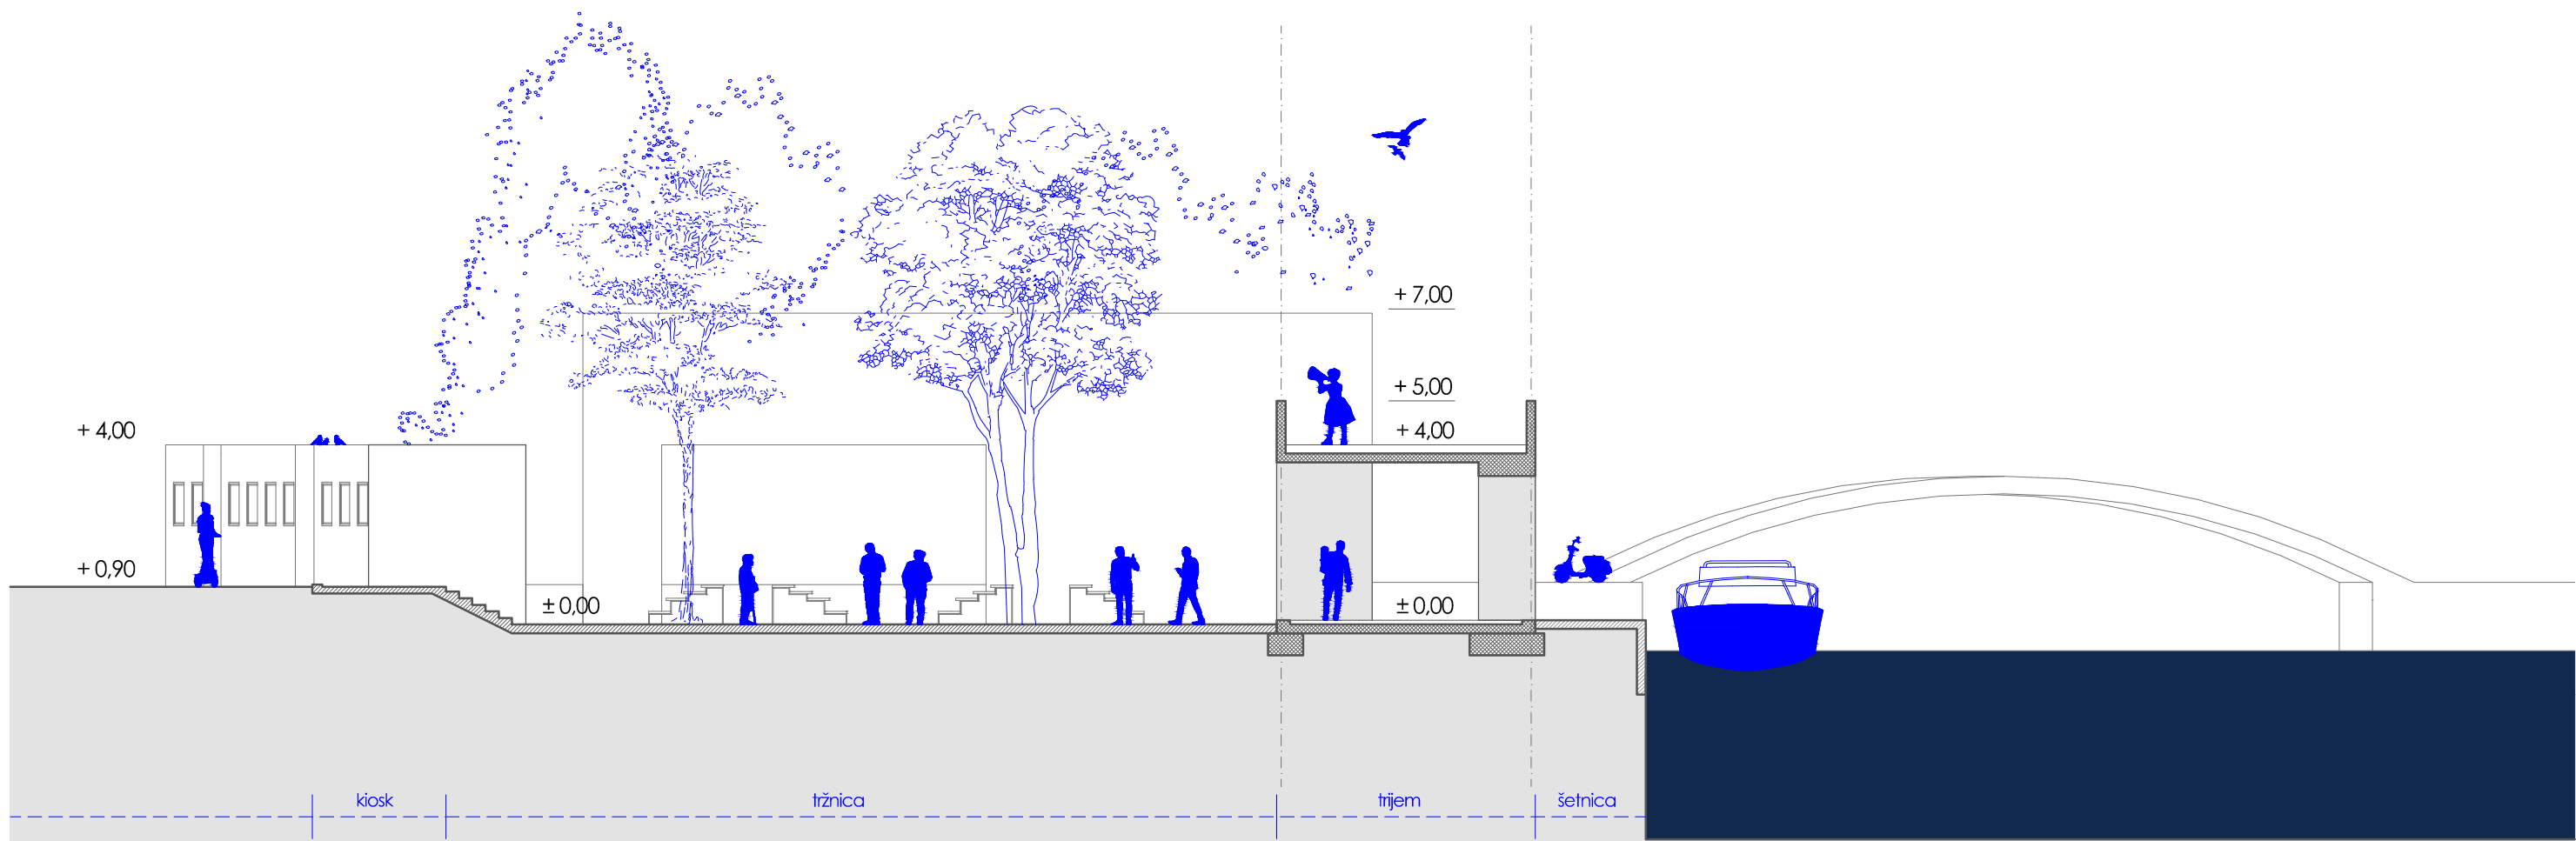 + 7,00
+ 5,00
+ 4,00
+ 4,00
+ 0,90
± 0,00
± 0,00
kiosk
tržnica
trijem
šetnica